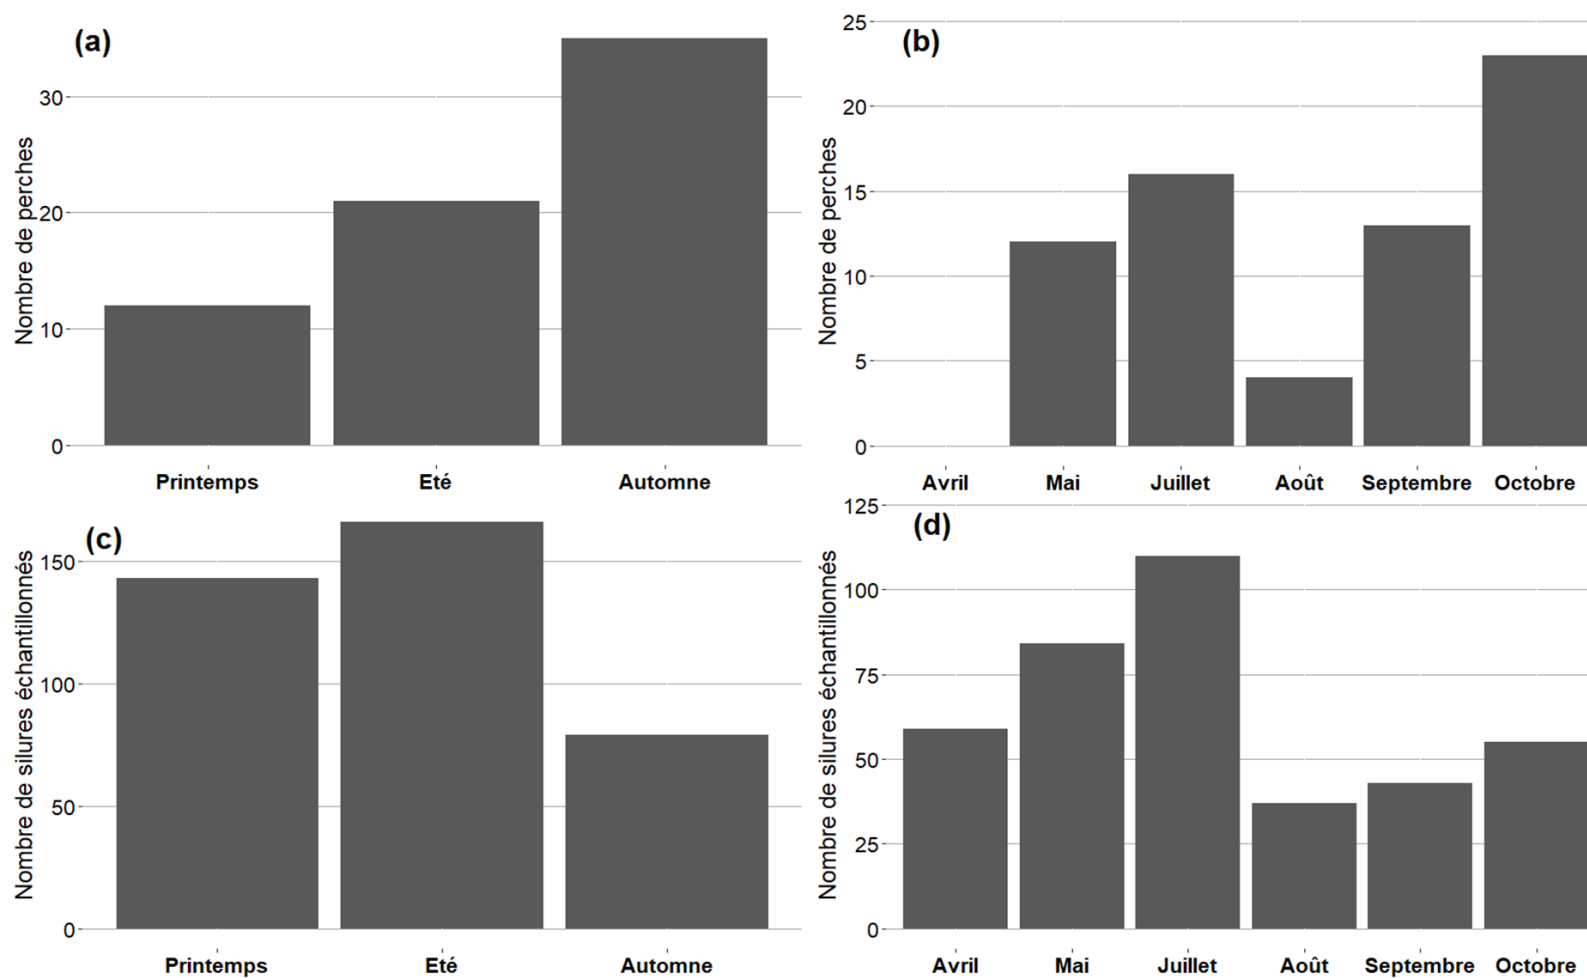 (a)
Nombre de perches
30
20
10
0
Printemps Eté Automne
(b)
Nombre de perches
25
20
15
10
5
0
Avril Mai Juillet Août Septembre Octobre
(c)
Nombre de silures échantillonnés
150
100
50
0
Printemps Eté Automne
(d)
Nombre de silures échantillonnés
125
100
75
50
25
0
Avril Mai Juillet Août Septembre Octobre